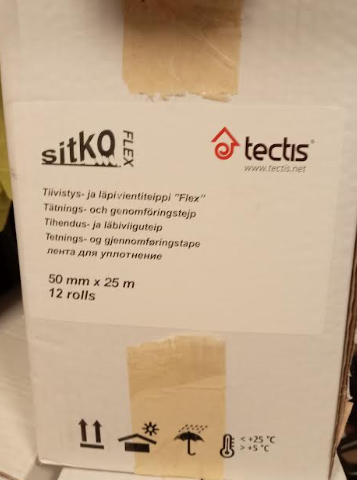 sitko FLEX
tectis®
www.tectis.net
Tiivistys- ja läpivientiteippi "Flex"
Tätnings- och genomföringstejp
Tihendus- ja läbiviiguteip
Tetnings- og gjennomføringstape
лента для уплотнение
50 mm x 25 m
12 rolls
< +25 °C
> +5 °C